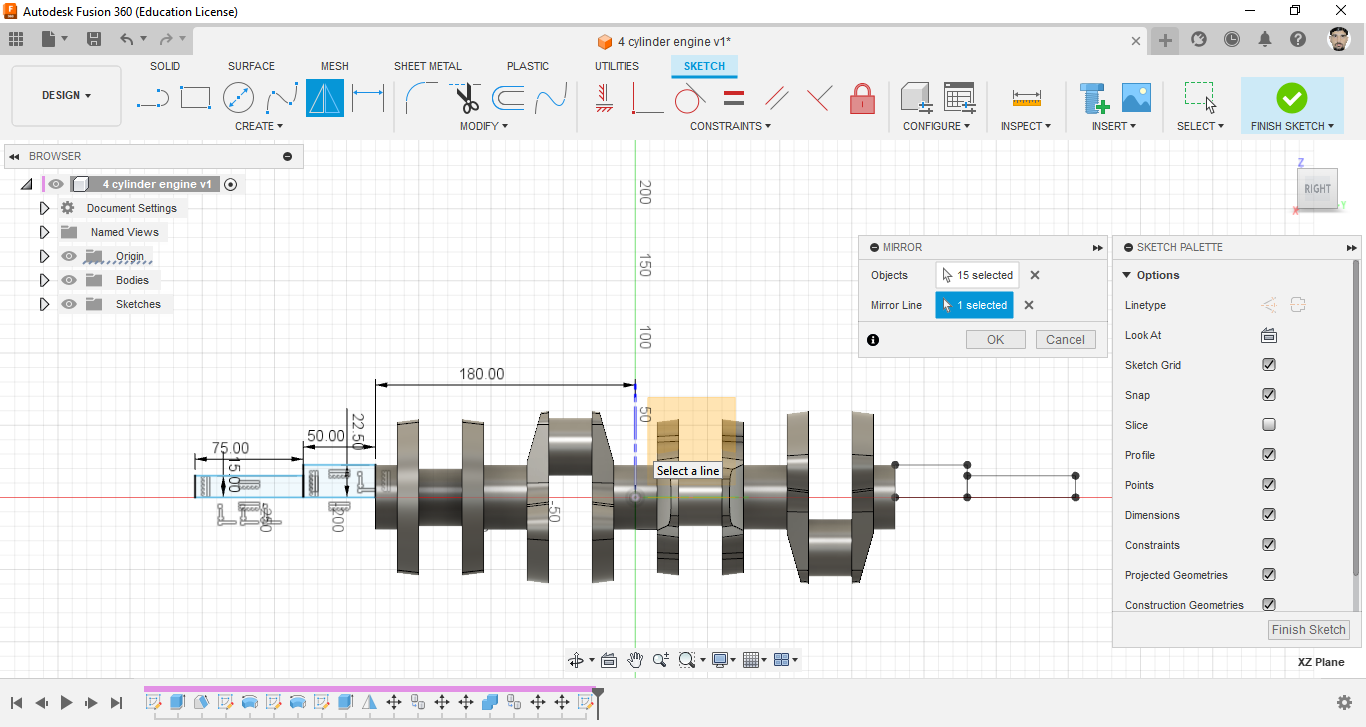 Autodesk Fusion 360 (Education License)
4 cylinder engine v1*
SOLID SURFACE MESH SHEET METAL PLASTIC UTILITIES SKETCH
DESIGN
CREATE MODIFY CONSTRAINTS CONFIGURE INSPECT INSERT SELECT FINISH SKETCH
BROWSER
4 cylinder engine v1
Document Settings
Named Views
Origin
Bodies
Sketches
Z
RIGHT
X
Y
200
150
100
50
MIRROR
Objects 15 selected
Mirror Line 1 selected
OK Cancel
SKETCH PALETTE
Options
Linetype
Look At
Sketch Grid
Snap
Slice
Profile
Points
Dimensions
Constraints
Projected Geometries
Construction Geometries
Finish Sketch
180.00
22.50
50.00
75.00
15.00
Select a line
-50
-200
XZ Plane